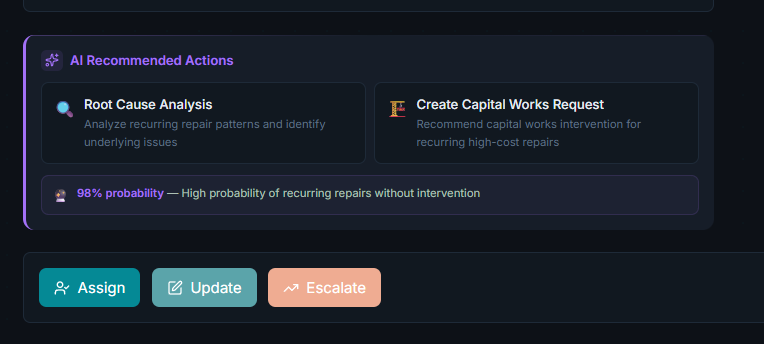 AI Recommended Actions
Root Cause Analysis
Analyze recurring repair patterns and identify
underlying issues
Create Capital Works Request
Recommend capital works intervention for
recurring high-cost repairs
98% probability — High probability of recurring repairs without intervention
Assign
Update
Escalate